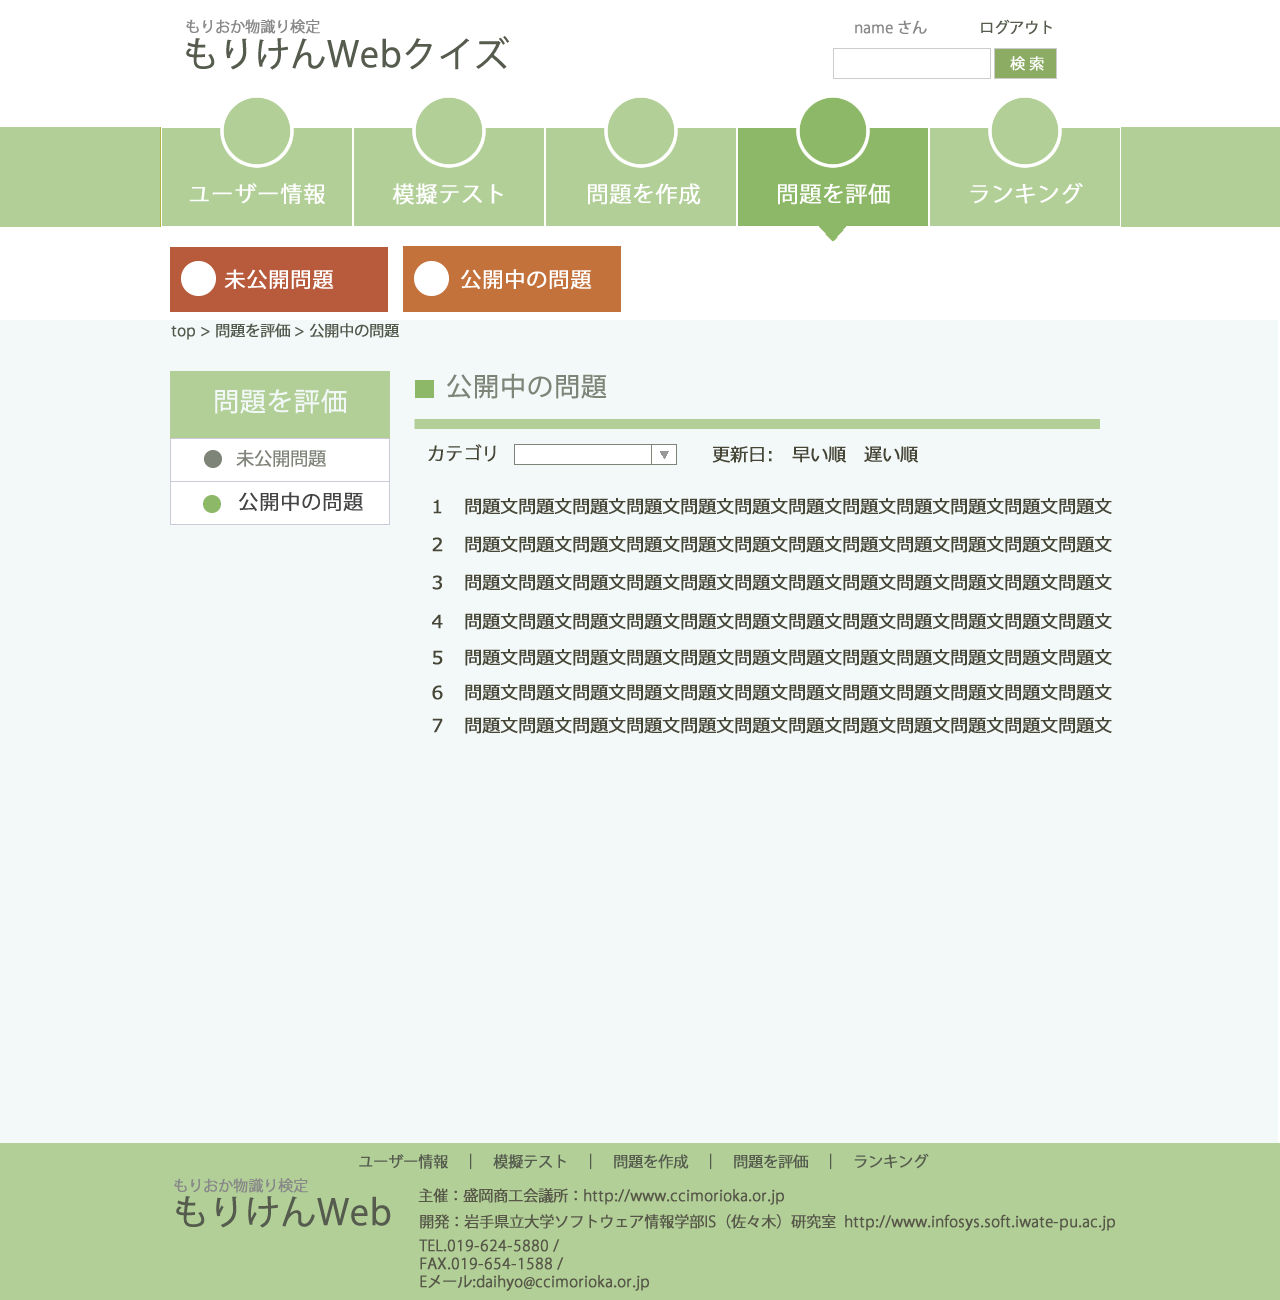 もりおか物識り検定
もりけんWebクイズ
name さん
ログアウト
検 索
ユーザー情報
模擬テスト
問題を作成
問題を評価
ランキング
未公開問題
公開中の問題
top > 問題を評価 > 公開中の問題
問題を評価
未公開問題
公開中の問題
公開中の問題
カテゴリ
更新日: 早い順 遅い順
1 問題文問題文問題文問題文問題文問題文問題文問題文問題文問題文問題文問題文
2 問題文問題文問題文問題文問題文問題文問題文問題文問題文問題文問題文問題文
3 問題文問題文問題文問題文問題文問題文問題文問題文問題文問題文問題文問題文
4 問題文問題文問題文問題文問題文問題文問題文問題文問題文問題文問題文問題文
5 問題文問題文問題文問題文問題文問題文問題文問題文問題文問題文問題文問題文
6 問題文問題文問題文問題文問題文問題文問題文問題文問題文問題文問題文問題文
7 問題文問題文問題文問題文問題文問題文問題文問題文問題文問題文問題文問題文
ユーザー情報 | 模擬テスト | 問題を作成 | 問題を評価 | ランキング
もりおか物識り検定
もりけんWeb
主催：盛岡商工会議所：http://www.ccimorioka.or.jp
開発：岩手県立大学ソフトウェア情報学部IS（佐々木）研究室 http://www.infosys.soft.iwate-pu.ac.jp
TEL.019-624-5880 /
FAX.019-654-1588 /
Eメール:daihyo@ccimorioka.or.jp